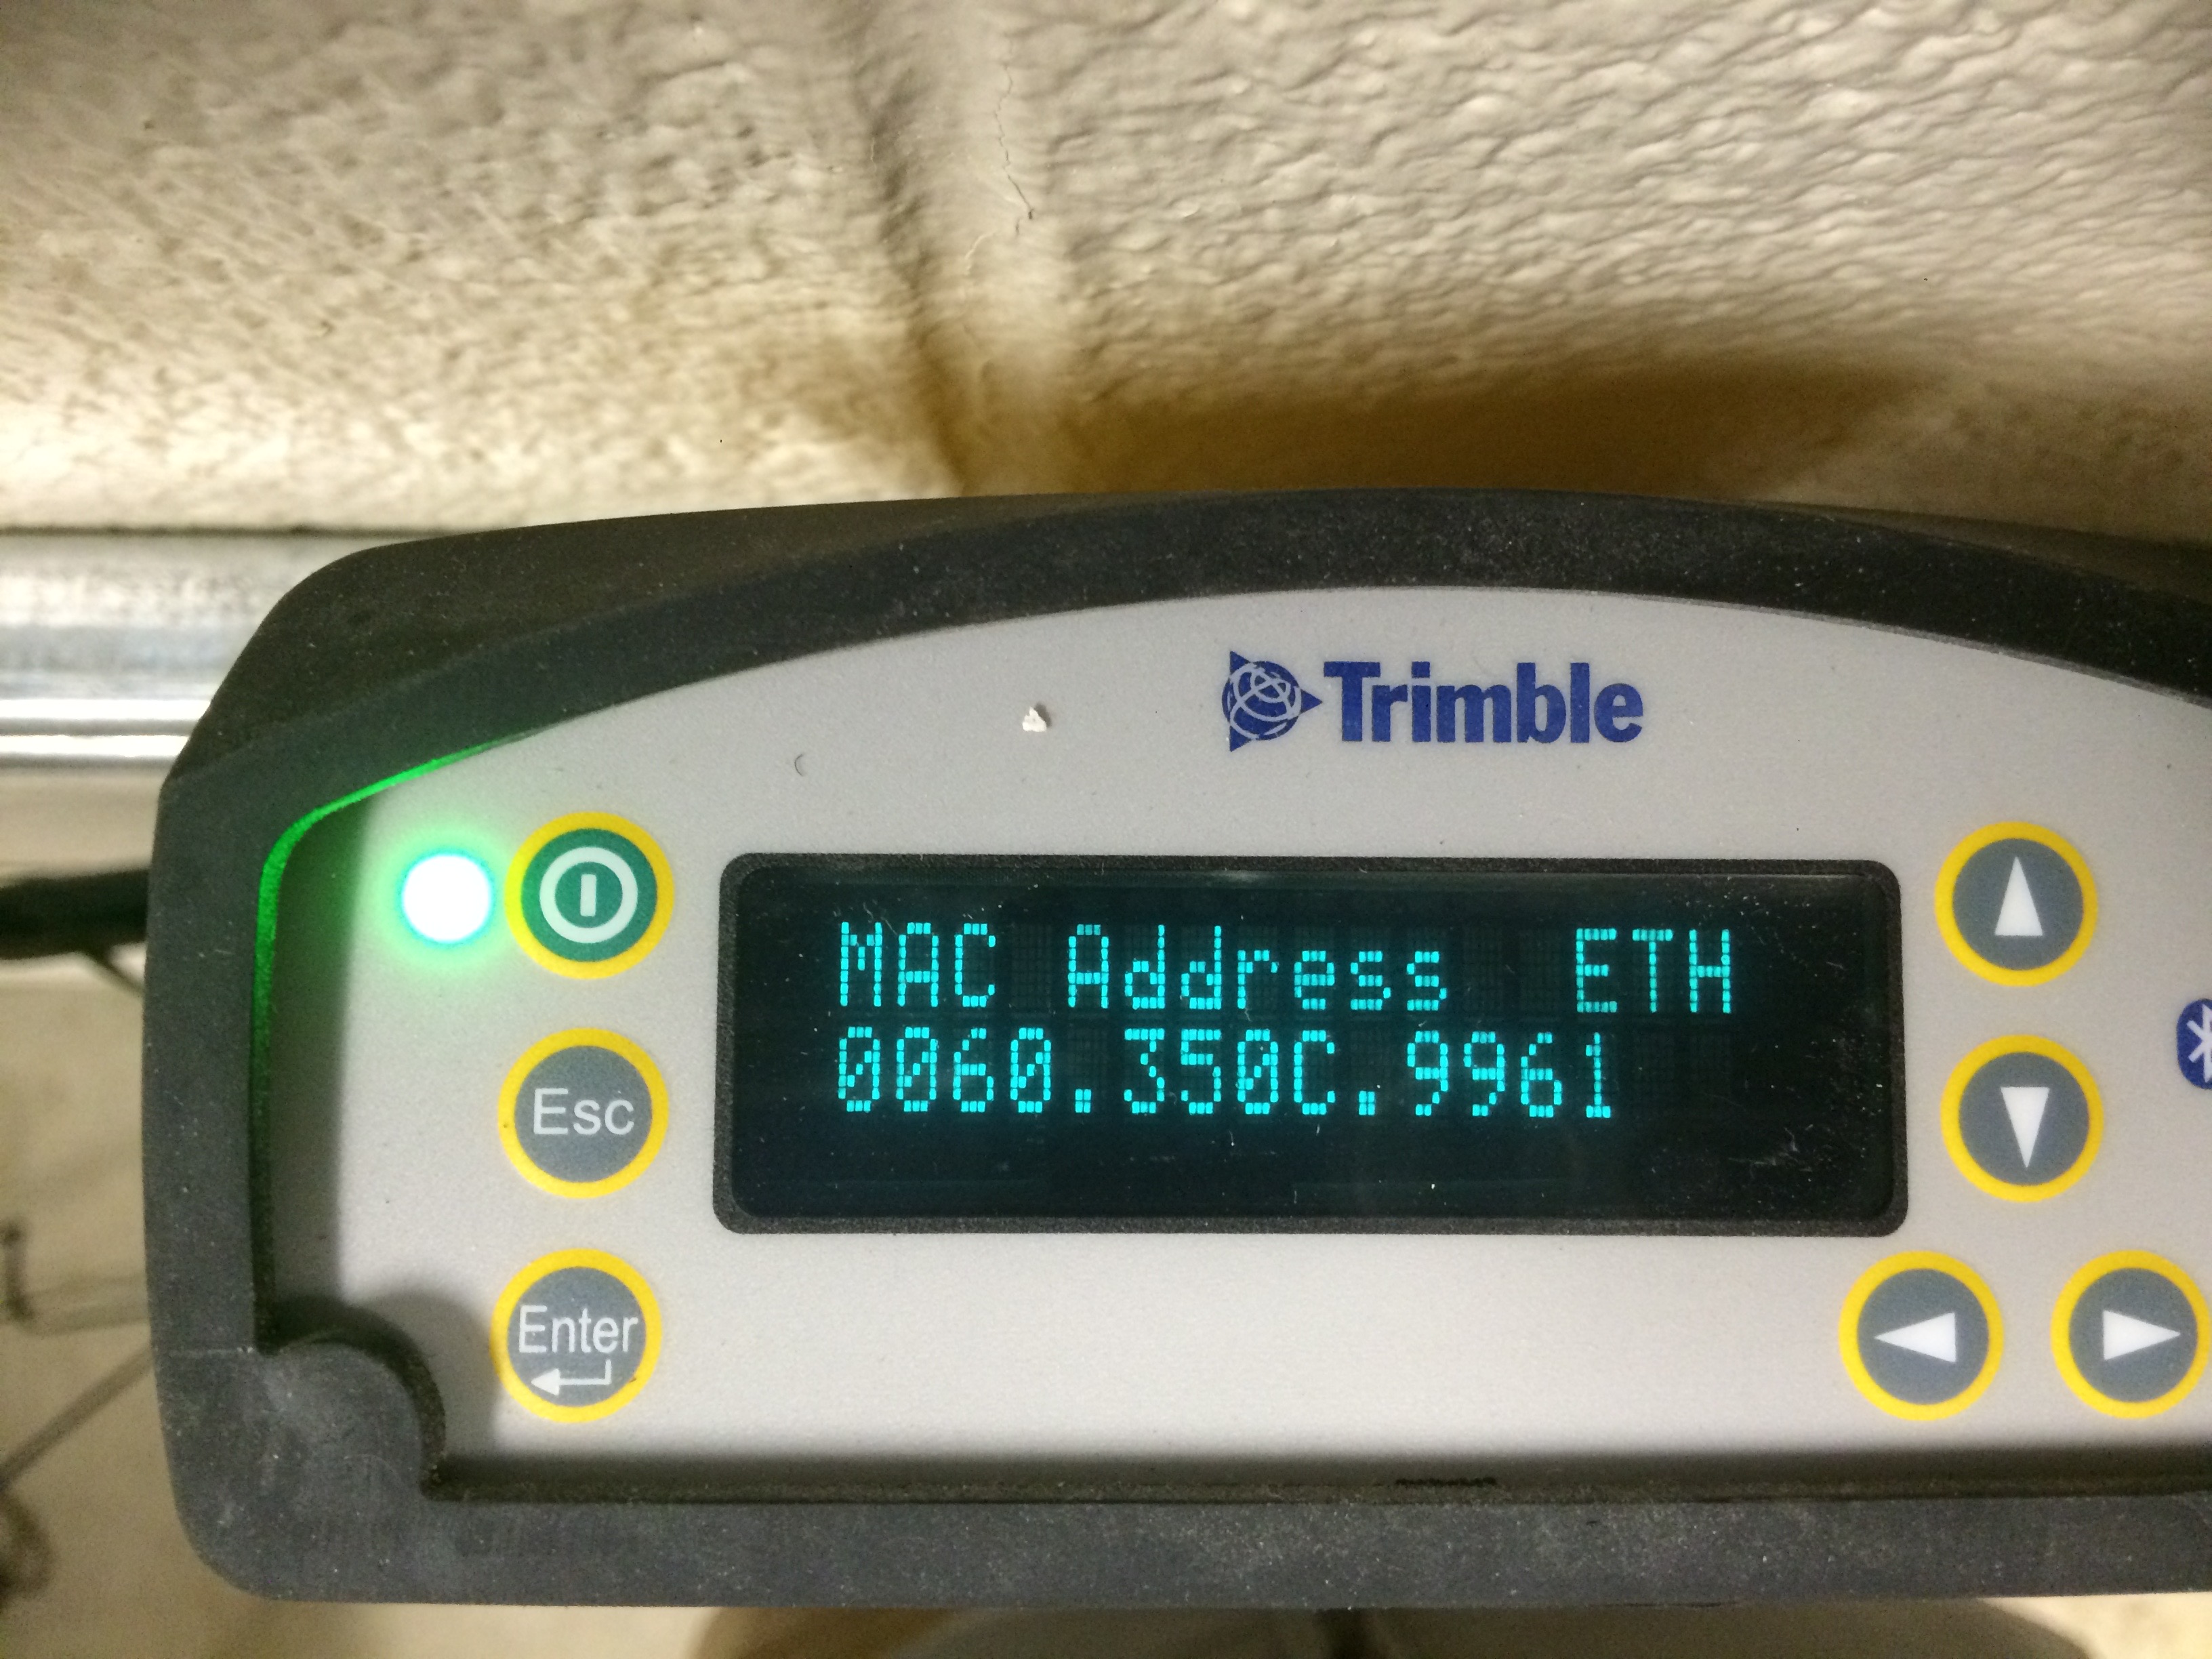 Trimble
MAC Address ETH
0060.350C.9961
Esc
Enter